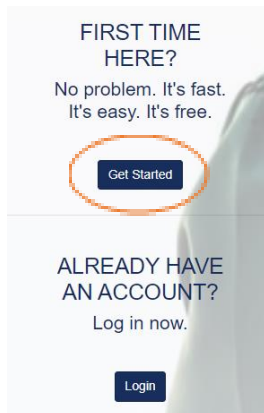 FIRST TIME
HERE?
No problem. It's fast.
It's easy. It's free.
Get Started
ALREADY HAVE
AN ACCOUNT?
Log in now.
Login